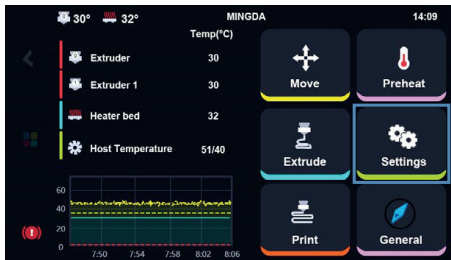 30° 32° MINGDA 14:09
Temp(°C)
Extruder 30
Extruder 1 30
Heater bed 32
Host Temperature 51/40
Move
Preheat
Extrude
Settings
Print
General
60
40
20
0
7:50 7:54 7:58 8:02 8:06